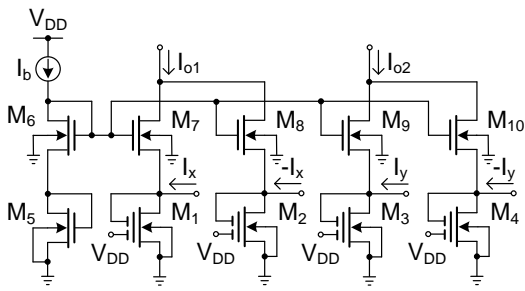 V_DD
I_b
I_o1
I_o2
M_6
M_7
M_8
M_9
M_10
I_x
-I_x
I_y
-I_y
M_5
M_1
M_2
M_3
M_4
V_DD
V_DD
V_DD
V_DD